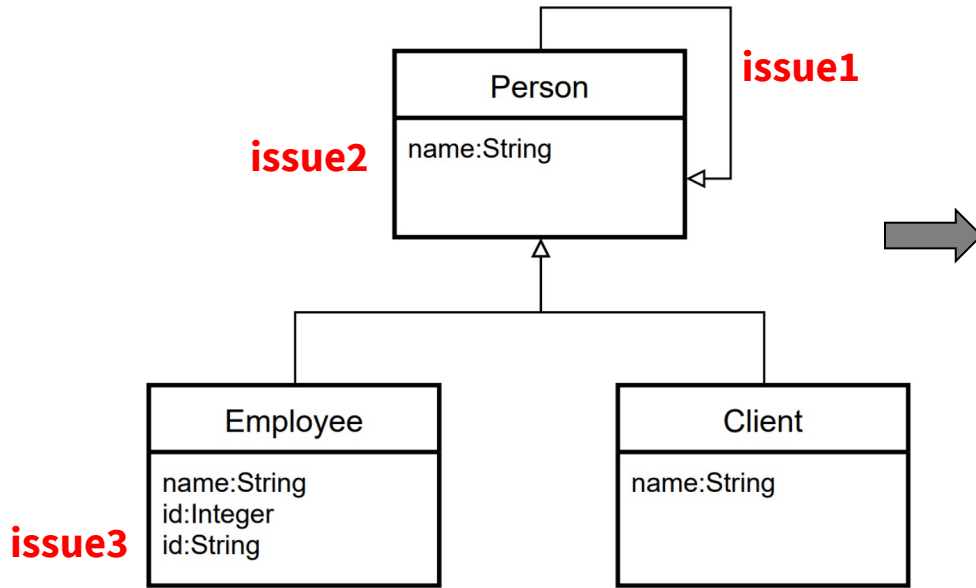 issue1
Person
issue2
name:String
Employee
Client
name:String
id:Integer
id:String
name:String
issue3